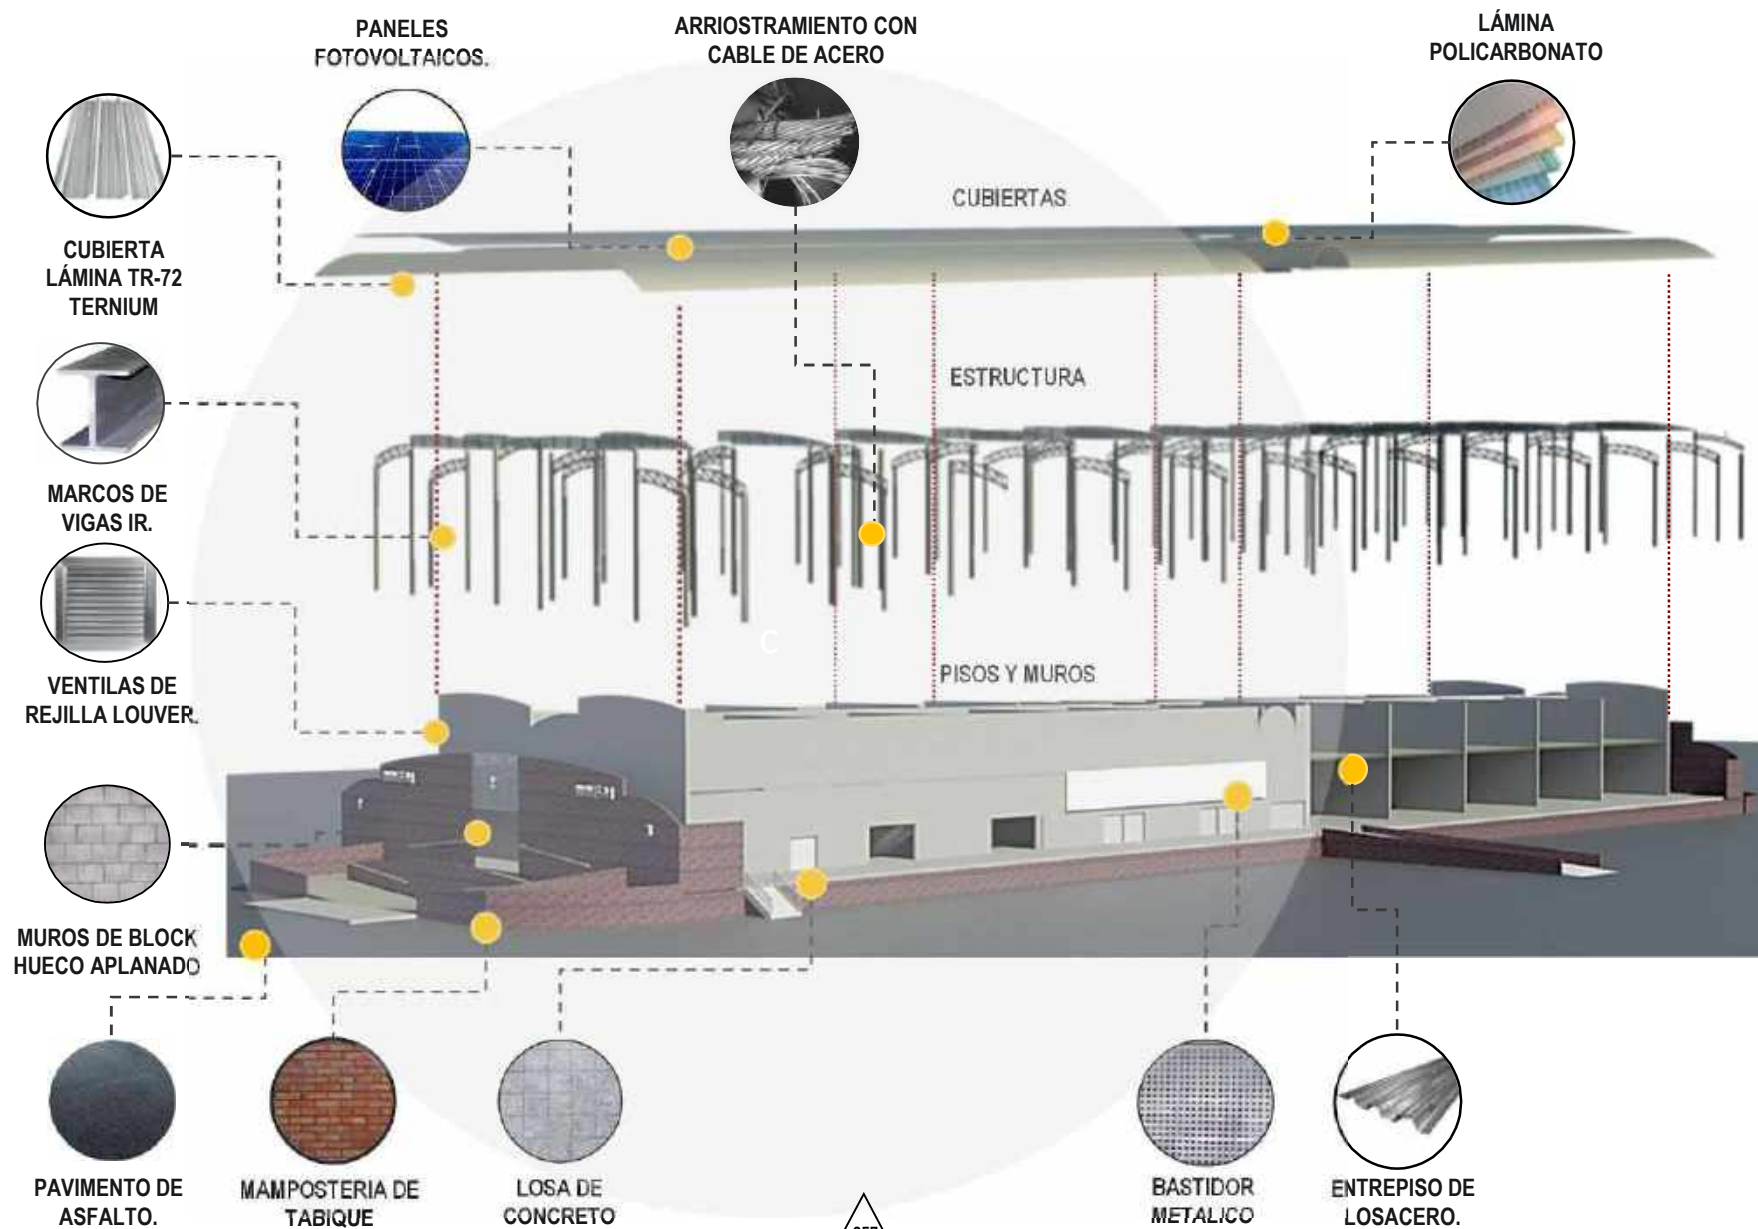 PANELES
FOTOVOLTAICOS.
ARRIOSTRAMIENTO CON
CABLE DE ACERO
LÁMINA
POLICARBONATO
CUBIERTAS
CUBIERTA
LÁMINA TR-72
TERNIUM
ESTRUCTURA
MARCOS DE
VIGAS IR.
C
PISOS Y MUROS
VENTILAS DE
REJILLA LOUVER.
MUROS DE BLOCK
HUECO APLANADO
PAVIMENTO DE
ASFALTO.
MAMPOSTERIA DE
TABIQUE
LOSA DE
CONCRETO
BASTIDOR
METALICO
ENTREPISO DE
LOSACERO.